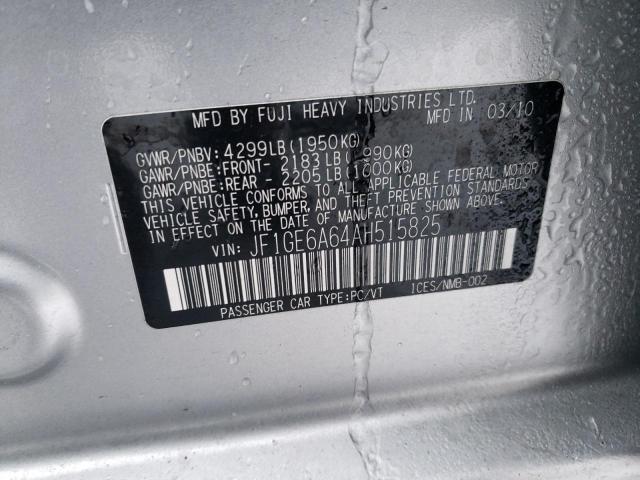 MFD BY FUJI HEAVY INDUSTRIES LTD.
MFD IN 03/10
GVWR/PNBV: 4299LB (1950KG)
GAWR/PNBE: FRONT- 2183LB ( 990KG)
GAWR/PNBE: REAR - 2205LB (1000KG)
THIS VEHICLE CONFORMS TO ALL APPLICABLE FEDERAL MOTOR
VEHICLE SAFETY, BUMPER, AND THEFT PREVENTION STANDARDS
IN EFFECT ON THE DATE OF MANUFACTURE SHOWN ABOVE.
VIN: JF1GE6A64AH515825
PASSENGER CAR TYPE:PC/VT ICES/NMB-002